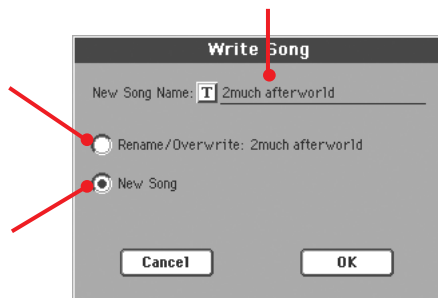 Write Song
New Song Name: T 2much afterworld
Rename/Overwrite: 2much afterworld
New Song
Cancel OK